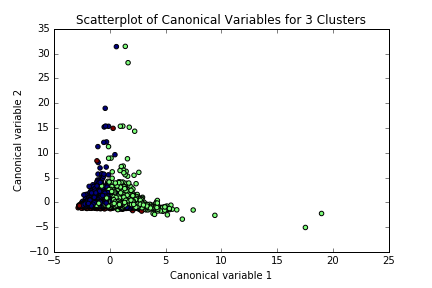 Scatterplot of Canonical Variables for 3 Clusters
35
30
25
20
15
10
5
0
−5
−10
Canonical variable 2
−5 0 5 10 15 20 25
Canonical variable 1